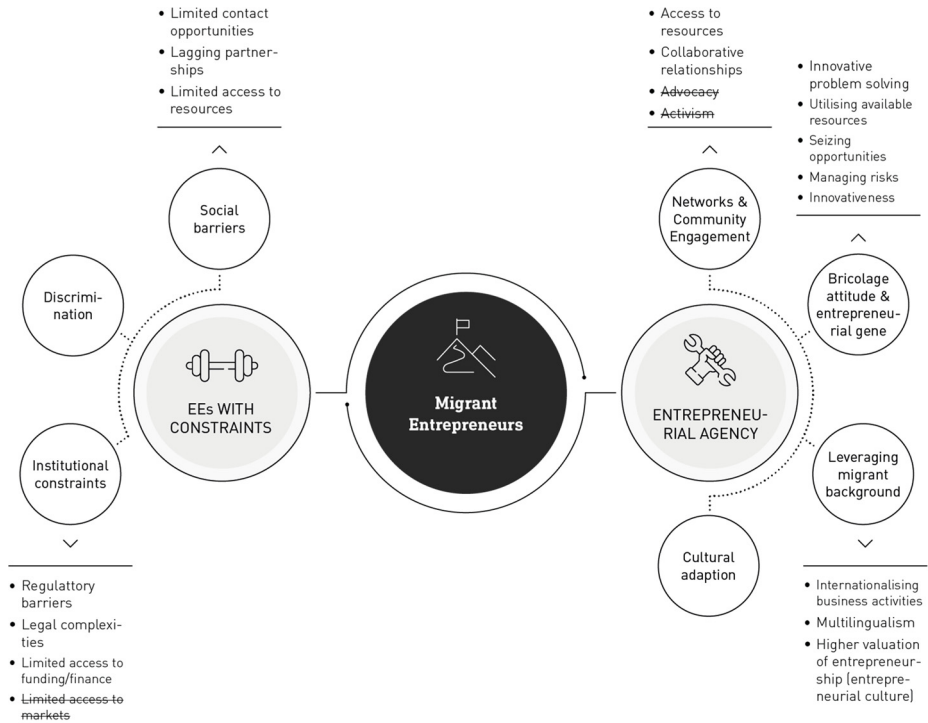 • Limited contact
opportunities
• Lagging partner-
ships
• Limited access to
resources
Social
barriers
Discrimi-
nation
EEs WITH
CONSTRAINTS
Institutional
constraints
• Regulattory
barriers
• Legal complexi-
ties
• Limited access to
funding/finance
• Limited access to
markets
Migrant
Entrepreneurs
• Access to
resources
• Collaborative
relationships
• Advocacy
• Activism
Networks &
Community
Engagement
• Innovative
problem solving
• Utilising available
resources
• Seizing
opportunities
• Managing risks
• Innovativeness
Bricolage
attitude &
entrepreneu-
rial gene
ENTREPRENEU-
RIAL AGENCY
Leveraging
migrant
background
Cultural
adaption
• Internationalising
business activities
• Multilingualism
• Higher valuation
of entrepreneur-
ship (entrepre-
neurial culture)